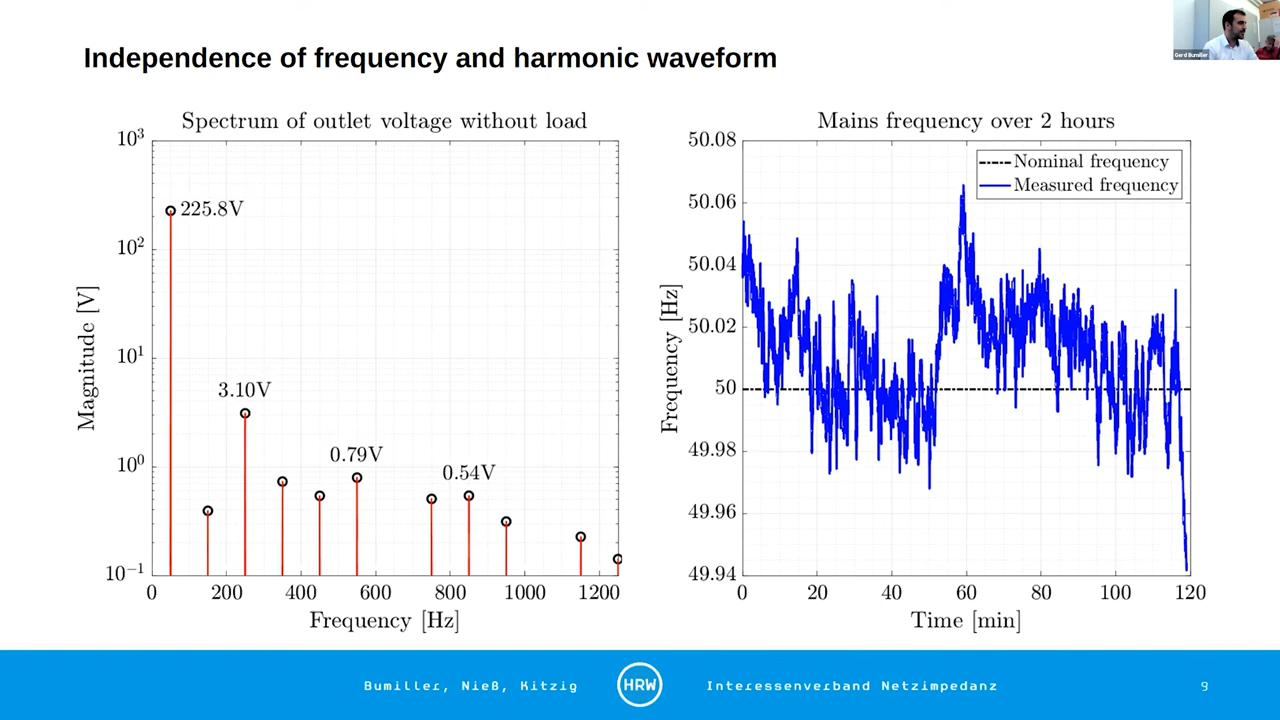 Independence of frequency and harmonic waveform
Gerd Bumiller
Spectrum of outlet voltage without load
10³
10²
10¹
10⁰
10⁻¹
Magnitude [V]
225.8V
3.10V
0.79V
0.54V
0 200 400 600 800 1000 1200
Frequency [Hz]
Mains frequency over 2 hours
50.08
50.06
50.04
50.02
50
49.98
49.96
49.94
Frequency [Hz]
Nominal frequency
Measured frequency
0 20 40 60 80 100 120
Time [min]
Bumiller, Nieß, Kitzig
HRW
Interessenverband Netzimpedanz
9